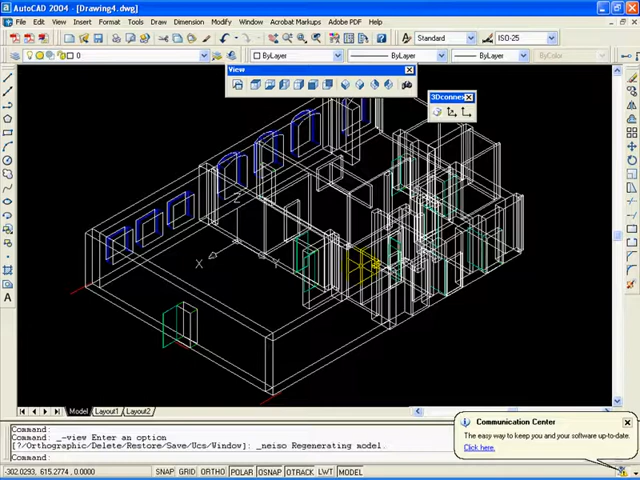 AutoCAD 2004 - [Drawing4.dwg]
File Edit View Insert Format Tools Draw Dimension Modify Window Acrobat Markups Adobe PDF Help
Standard ISO-25
0 ByLayer ByLayer ByLayer
View
3Dconnex
Z
X Y
Model Layout1 Layout2
Command:
Command: _-view Enter an option
[?/Orthographic/Delete/Restore/Save/Ucs/Window]: _neiso Regenerating model.
Command:
Communication Center
The easy way to keep you and your software up-to-date.
Click here.
-302.0293, 615.2774, 0.0000 SNAP GRID ORTHO POLAR OSNAP OTRACK LWT MODEL